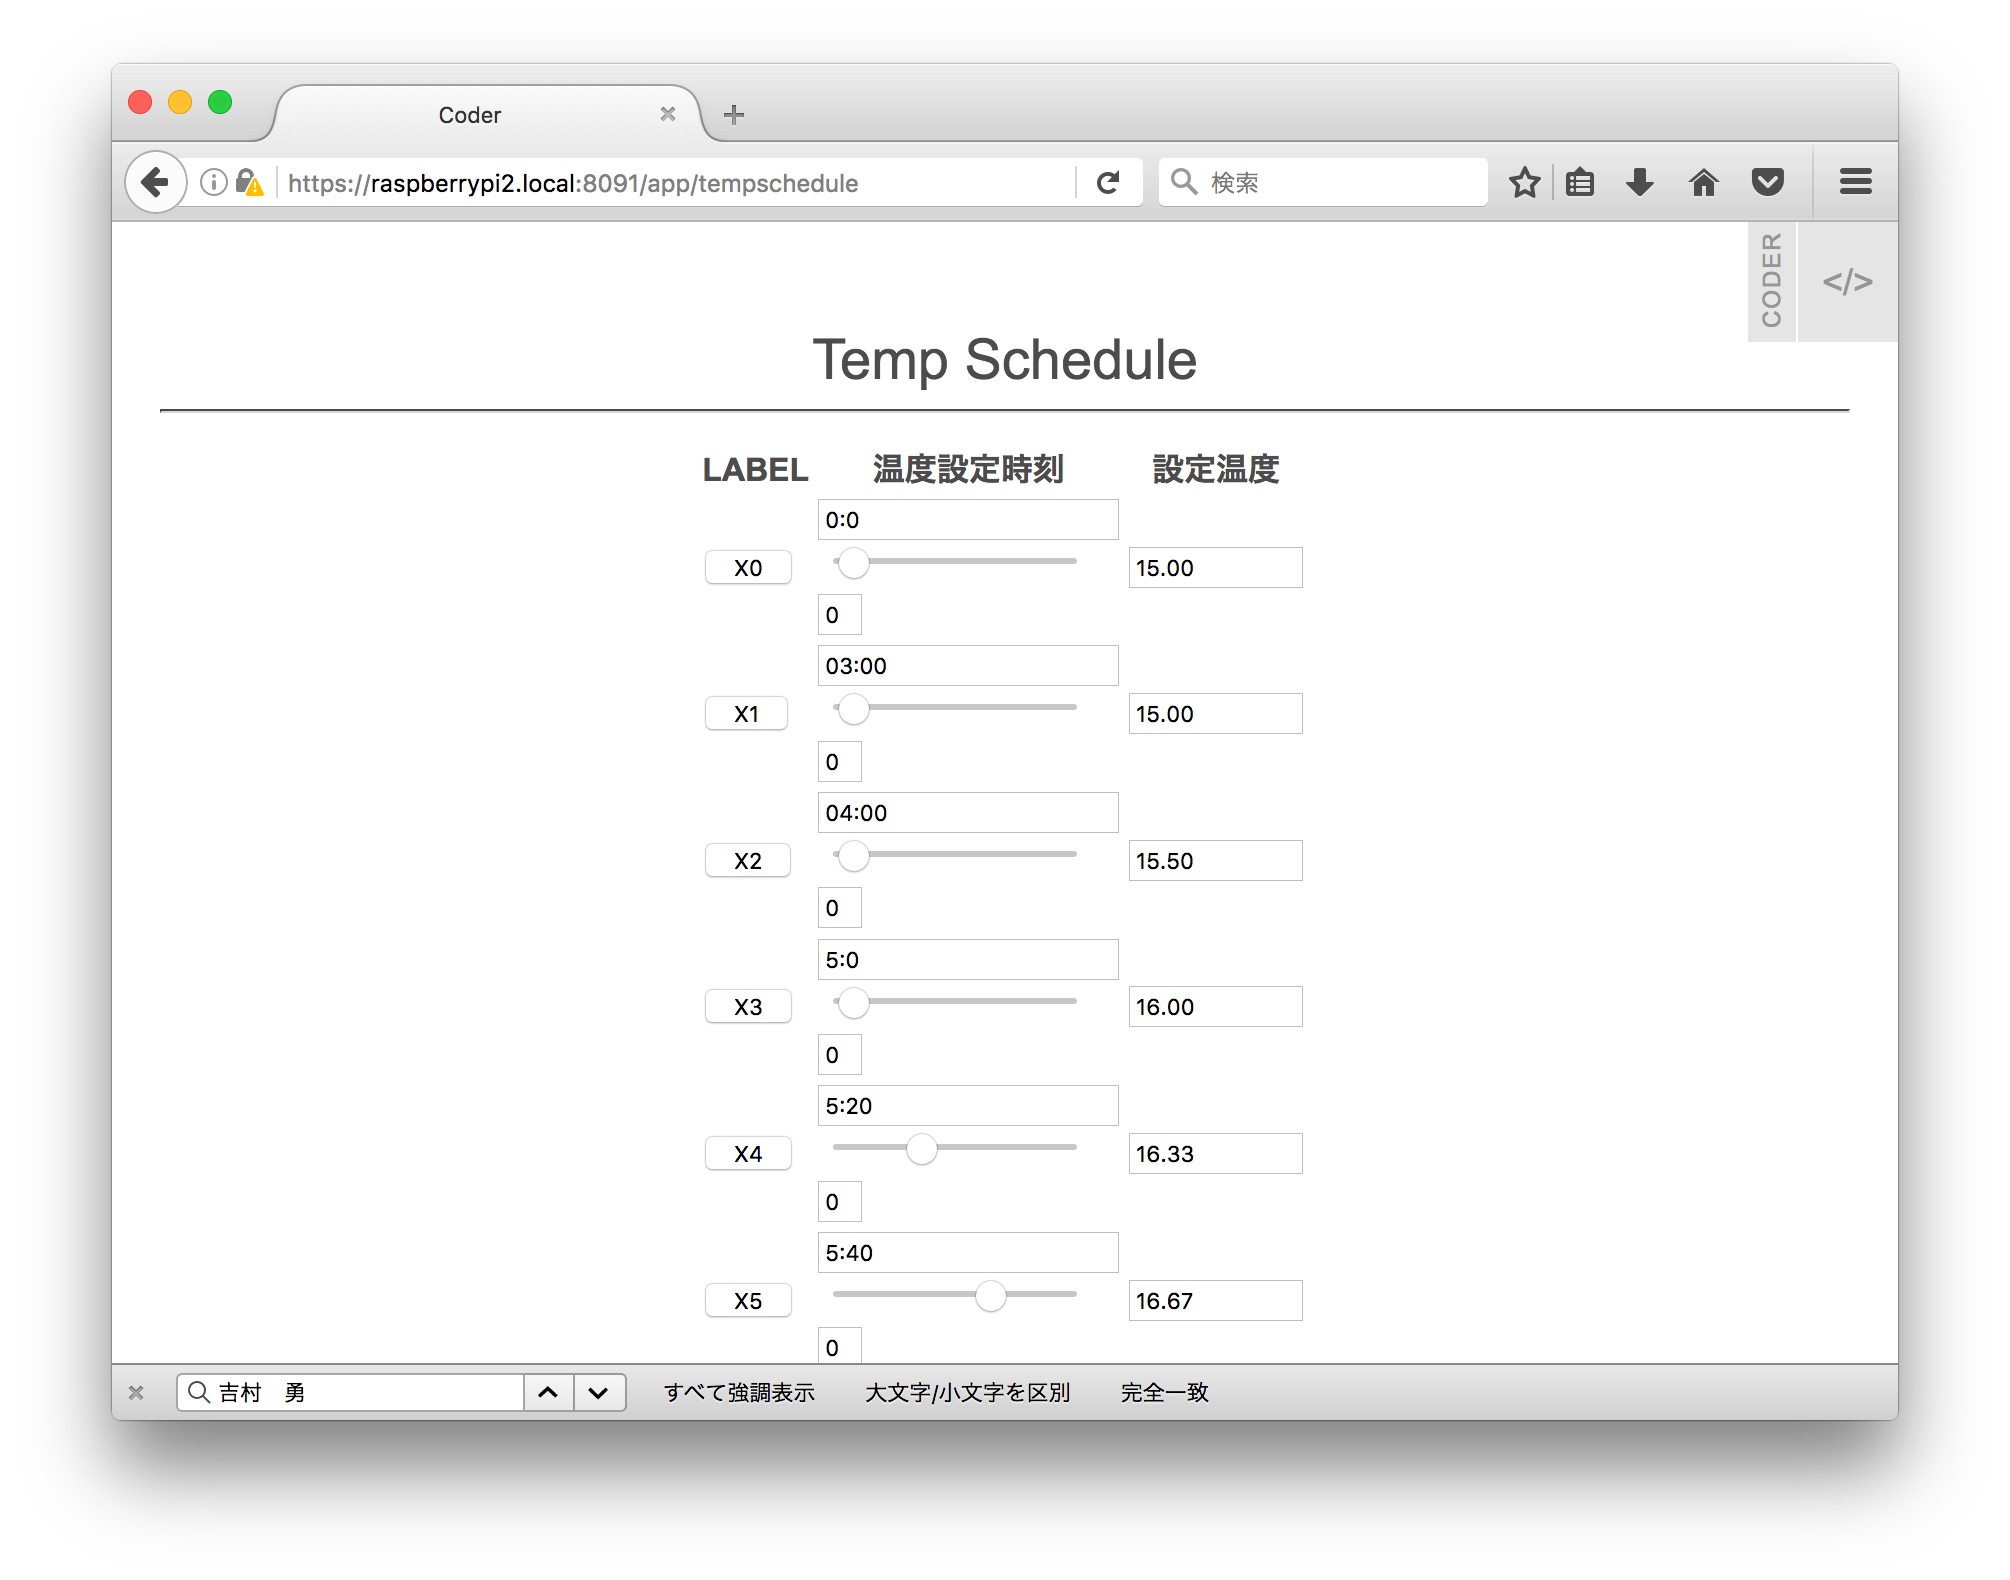 Coder
https://raspberrypi2.local:8091/app/tempschedule
検索
CODER
</>
Temp Schedule
LABEL 温度設定時刻 設定温度
0:0
X0 15.00
0
03:00
X1 15.00
0
04:00
X2 15.50
0
5:0
X3 16.00
0
5:20
X4 16.33
0
5:40
X5 16.67
0
吉村　勇 すべて強調表示 大文字/小文字を区別 完全一致